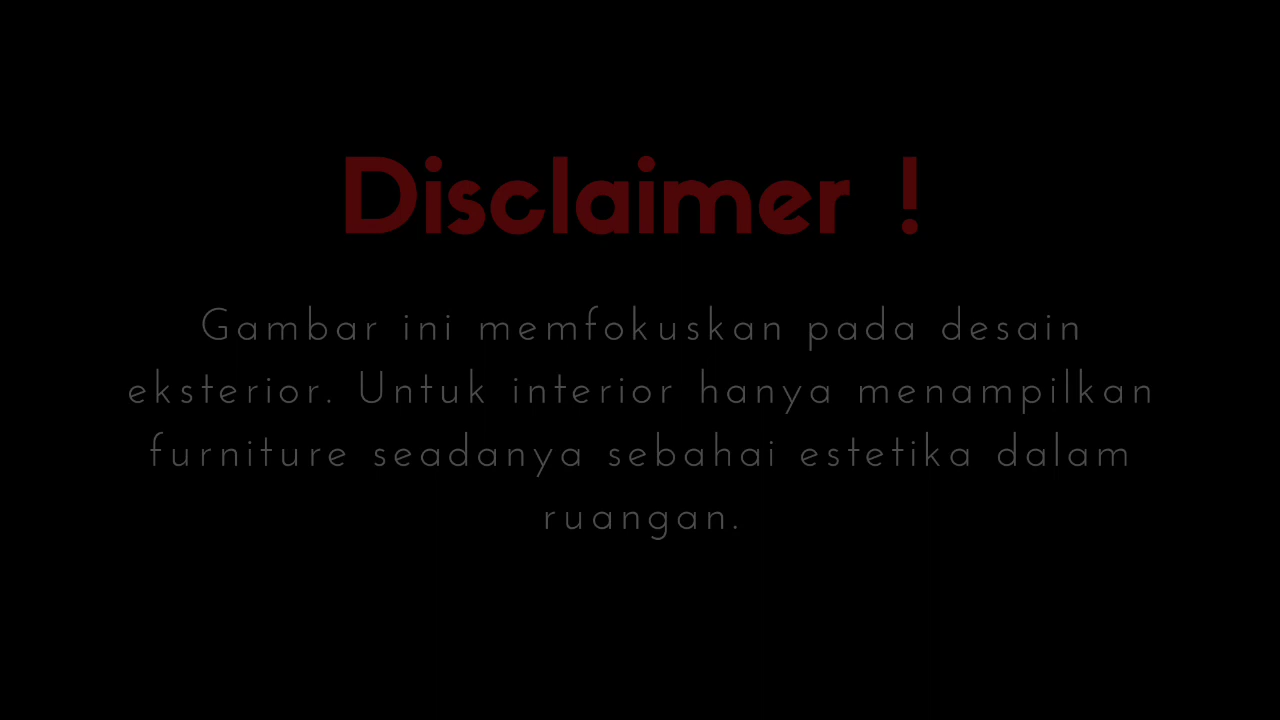 Disclaimer !
Gambar ini memfokuskan pada desain
eksterior. Untuk interior hanya menampilkan
furniture seadanya sebahai estetika dalam
ruangan.